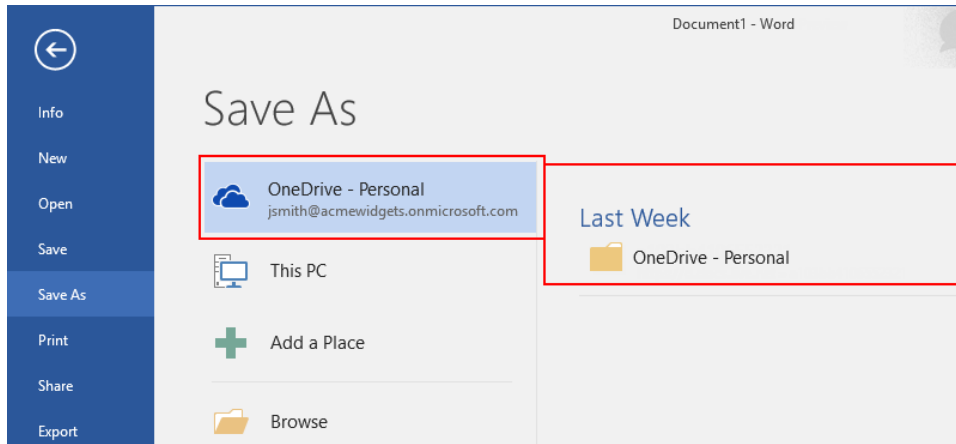 Document1 - Word
Info
New
Open
Save
Save As
Print
Share
Export
Save As
OneDrive - Personal
jsmith@acmewidgets.onmicrosoft.com
This PC
Add a Place
Browse
Last Week
OneDrive - Personal